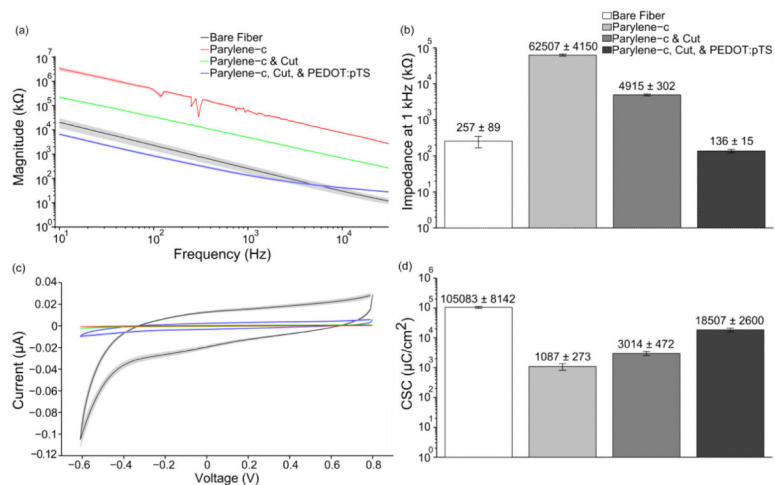 (a)
Bare Fiber
Parylene-c
Parylene-c & Cut
Parylene-c, Cut, & PEDOT:pTS
Magnitude (kΩ)
10⁷
10⁶
10⁵
10⁴
10³
10²
10¹
10⁰
10¹ 10² 10³ 10⁴
Frequency (Hz)
(b)
Bare Fiber
Parylene-c
Parylene-c & Cut
Parylene-c, Cut, & PEDOT:pTS
Impedance at 1 kHz (kΩ)
10⁵
10⁴
10³
10²
10¹
10⁰
257 ± 89
62507 ± 4150
4915 ± 302
136 ± 15
(c)
Current (µA)
0.04
0.02
0
−0.02
−0.04
−0.06
−0.08
−0.1
−0.12
−0.6 −0.4 −0.2 0 0.2 0.4 0.6 0.8
Voltage (V)
(d)
CSC (µC/cm²)
10⁶
10⁵
10⁴
10³
10²
10¹
10⁰
105083 ± 8142
1087 ± 273
3014 ± 472
18507 ± 2600